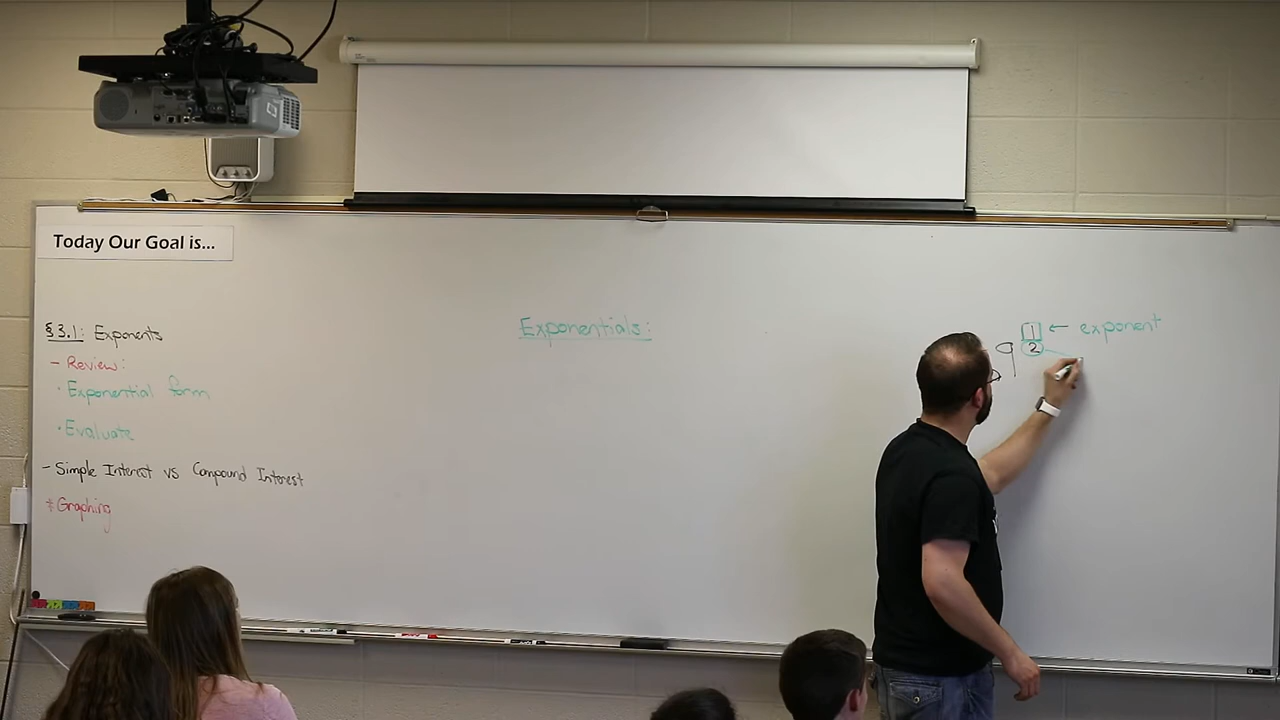 Today Our Goal is...
§ 3.1: Exponents
- Review:
· Exponential form
· Evaluate
- Simple Interest vs Compound Interest
* Graphing
Exponentials:
1 ← exponent
9 2